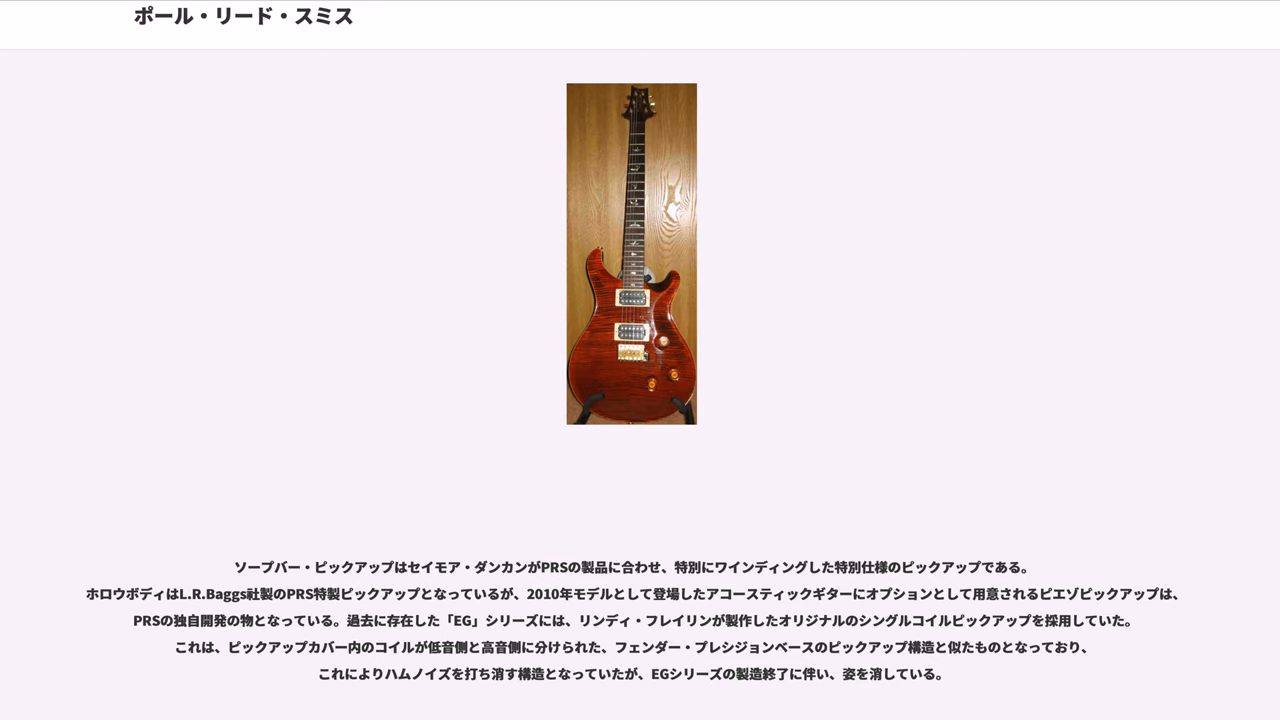 ポール・リード・スミス
ソープバー・ピックアップはセイモア・ダンカンがPRSの製品に合わせ、特別にワインディングした特別仕様のピックアップである。
ホロウボディはL.R.Baggs社製のPRS特製ピックアップとなっているが、2010年モデルとして登場したアコースティックギターにオプションとして用意されるピエゾピックアップは、
PRSの独自開発の物となっている。過去に存在した「EG」シリーズには、リンディ・フレイリンが製作したオリジナルのシングルコイルピックアップを採用していた。
これは、ピックアップカバー内のコイルが低音側と高音側に分けられた、フェンダー・プレシジョンベースのピックアップ構造と似たものとなっており、
これによりハムノイズを打ち消す構造となっていたが、EGシリーズの製造終了に伴い、姿を消している。